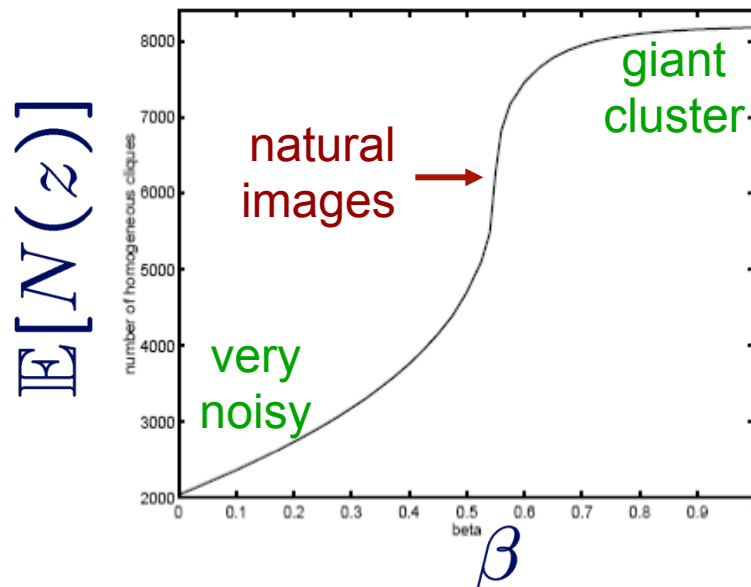 𝔼[N(z)]
number of homogeneous cliques
8000
7000
6000
5000
4000
3000
2000
giant
cluster
natural
images
very
noisy
0 0.1 0.2 0.3 0.4 0.5 0.6 0.7 0.8 0.9
beta
β